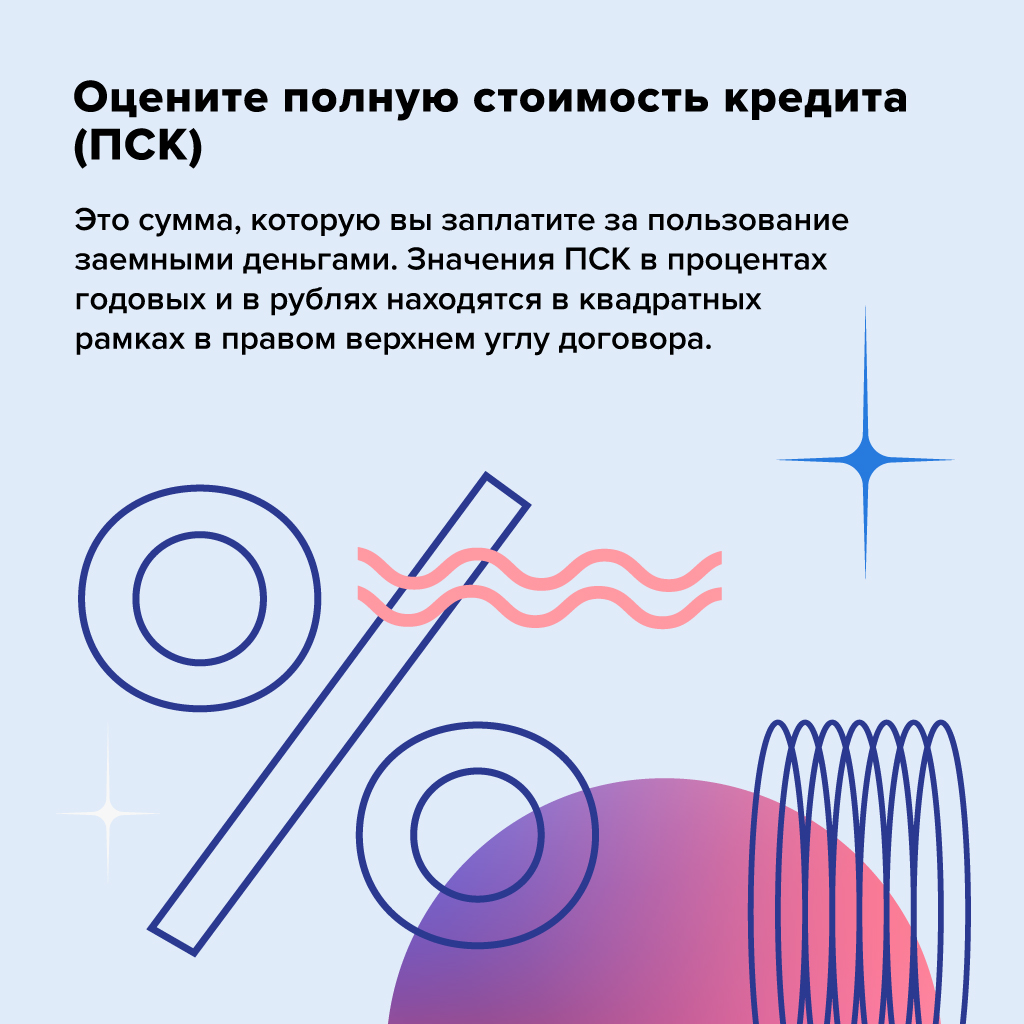 Оцените полную стоимость кредита
(ПСК)
Это сумма, которую вы заплатите за пользование
заемными деньгами. Значения ПСК в процентах
годовых и в рублях находятся в квадратных
рамках в правом верхнем углу договора.
%